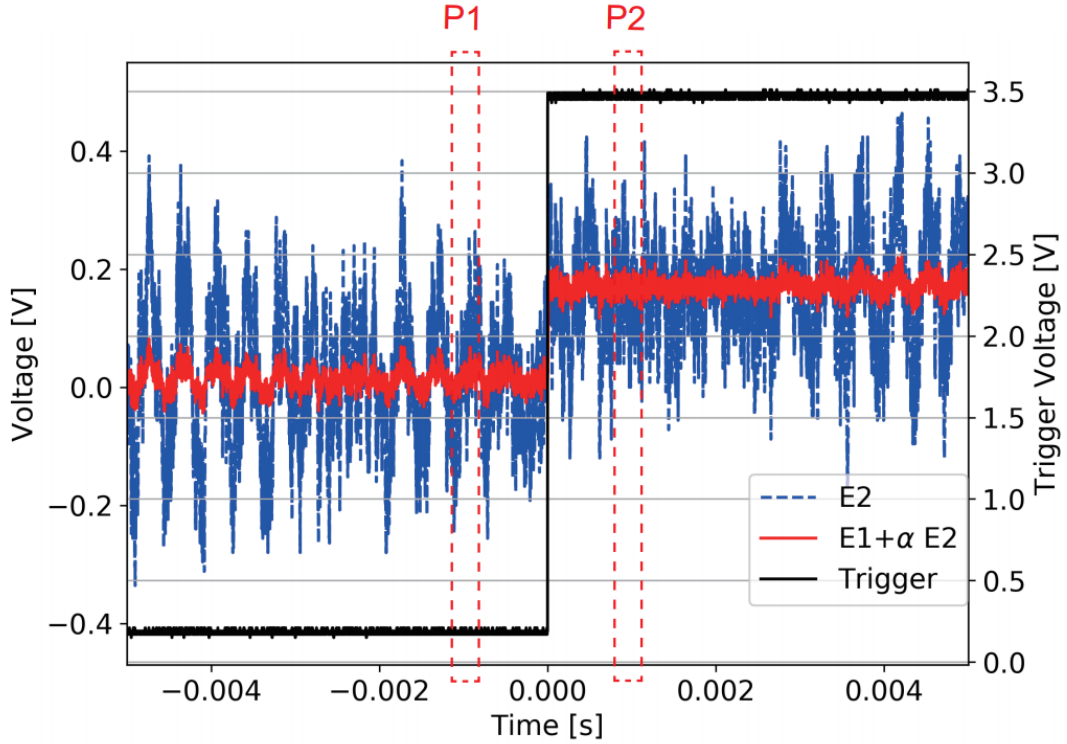 P1 P2
0.4
0.2
0.0
−0.2
−0.4
Voltage [V]
3.5
3.0
2.5
2.0
1.5
1.0
0.5
0.0
Trigger Voltage [V]
E2
E1+α E2
Trigger
−0.004 −0.002 0.000 0.002 0.004
Time [s]